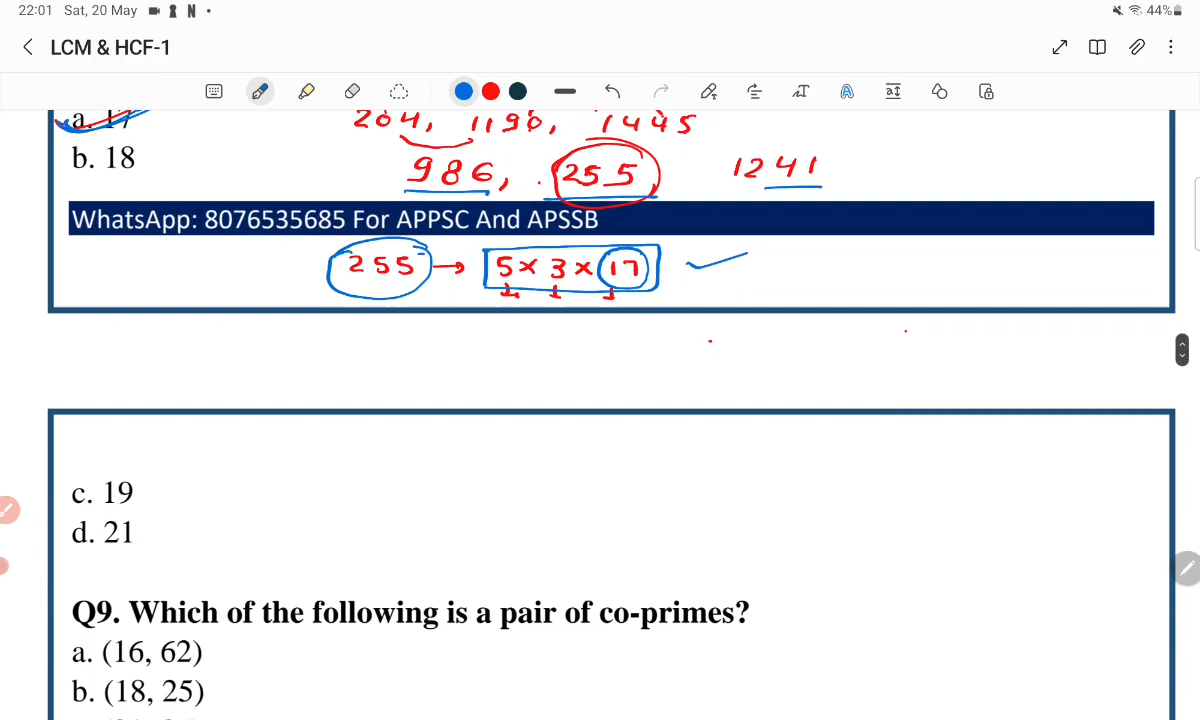 22:01 Sat, 20 May N 44%
LCM & HCF-1
a. 17
204, 1190, 1445
b. 18
986, 255 1241
WhatsApp: 8076535685 For APPSC And APSSB
255 → 5 × 3 × 17
c. 19
d. 21
Q9. Which of the following is a pair of co-primes?
a. (16, 62)
b. (18, 25)